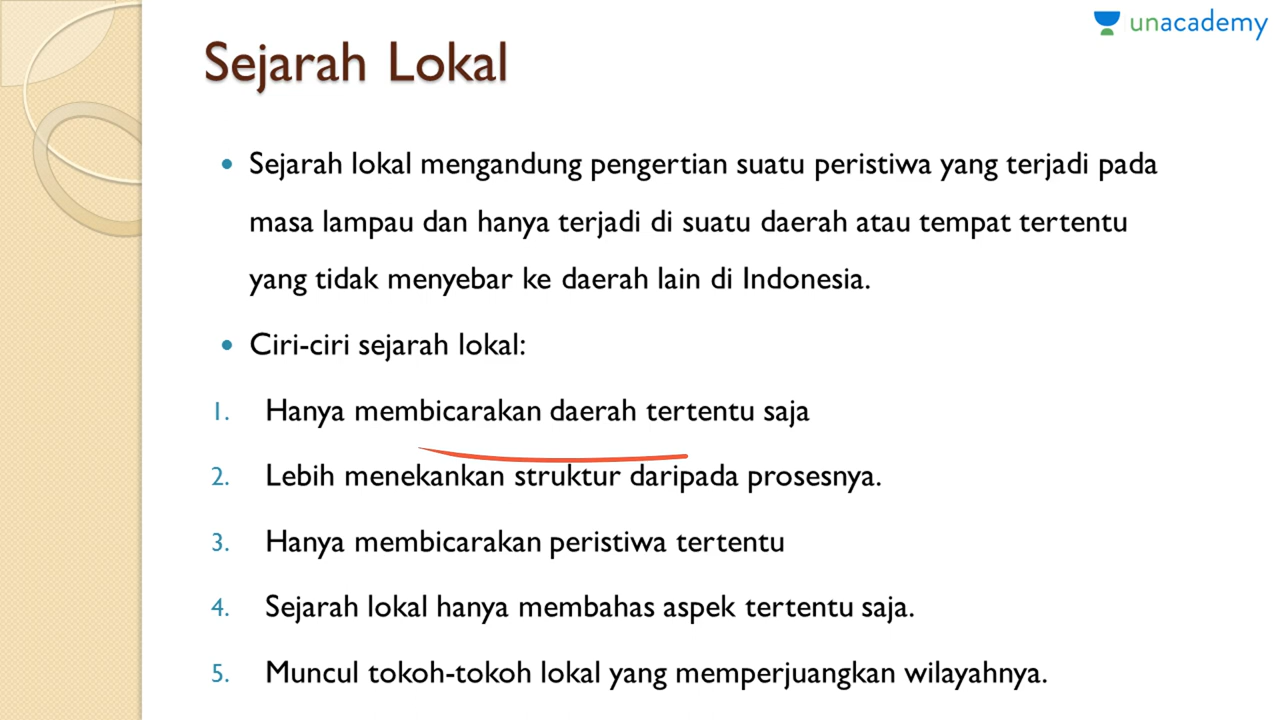 unacademy
Sejarah Lokal
• Sejarah lokal mengandung pengertian suatu peristiwa yang terjadi pada
masa lampau dan hanya terjadi di suatu daerah atau tempat tertentu
yang tidak menyebar ke daerah lain di Indonesia.
• Ciri-ciri sejarah lokal:
1. Hanya membicarakan daerah tertentu saja
2. Lebih menekankan struktur daripada prosesnya.
3. Hanya membicarakan peristiwa tertentu
4. Sejarah lokal hanya membahas aspek tertentu saja.
5. Muncul tokoh-tokoh lokal yang memperjuangkan wilayahnya.